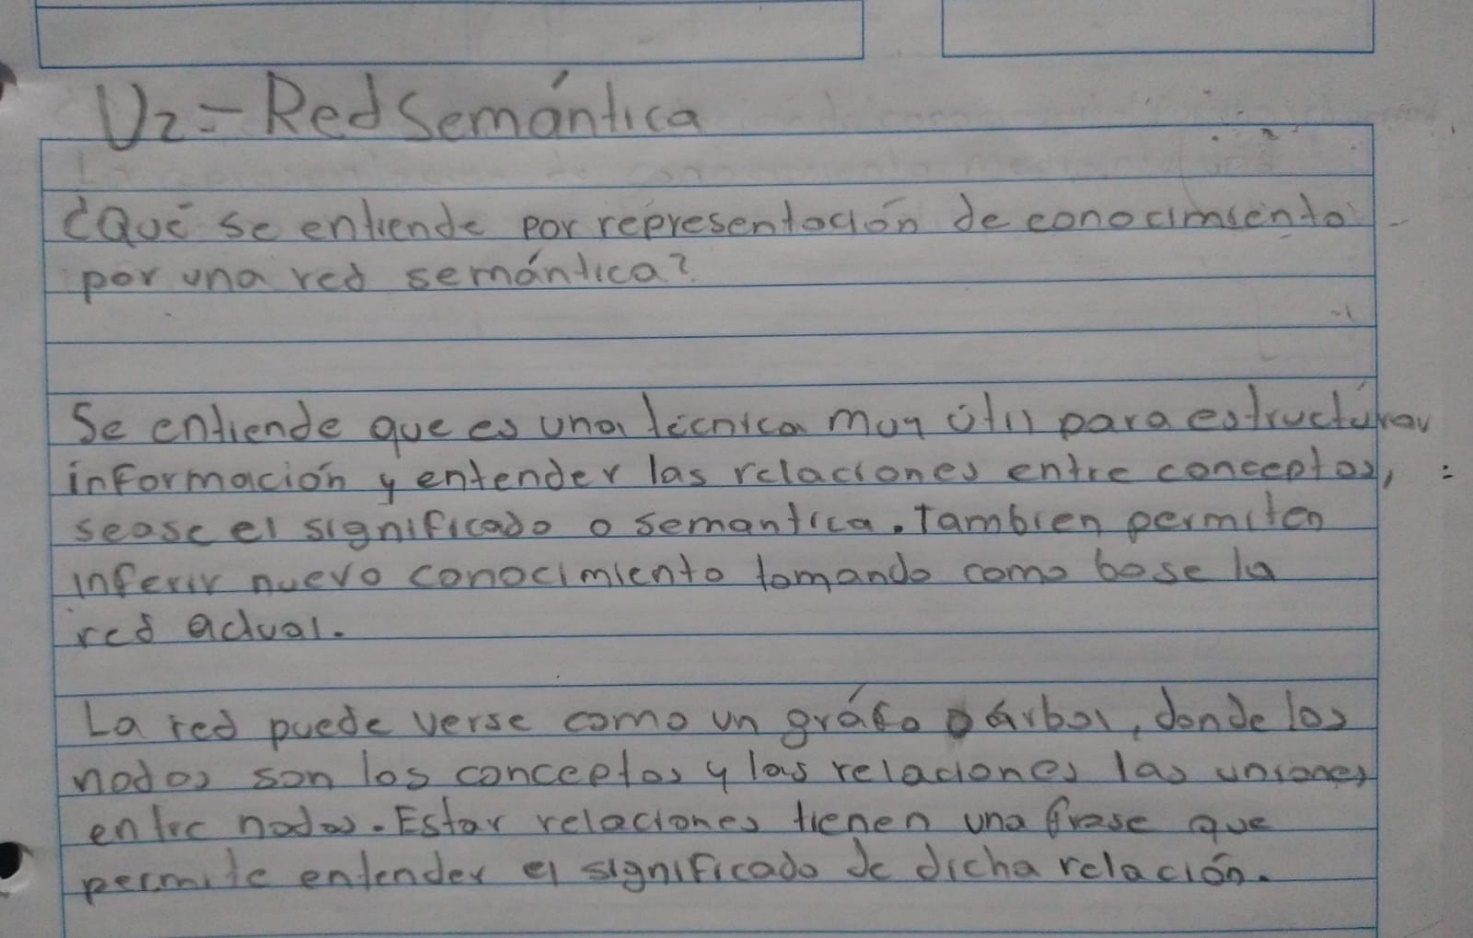 U2 - Red Semántica
¿Qué se entiende por representación de conocimiento
por una red semántica?
Se entiende que es una técnica muy útil para estructurar
información y entender las relaciones entre conceptos,
sease el significado o semantica. Tambien permiten
inferir nuevo conocimiento tomando como base la
red actual.
La red puede verse como un gráfo o árbol, donde los
nodos son los conceptos y las relaciones las uniones
entre nodos. Estar relaciones tienen una frase que
permite entender el significado de dicha relación.